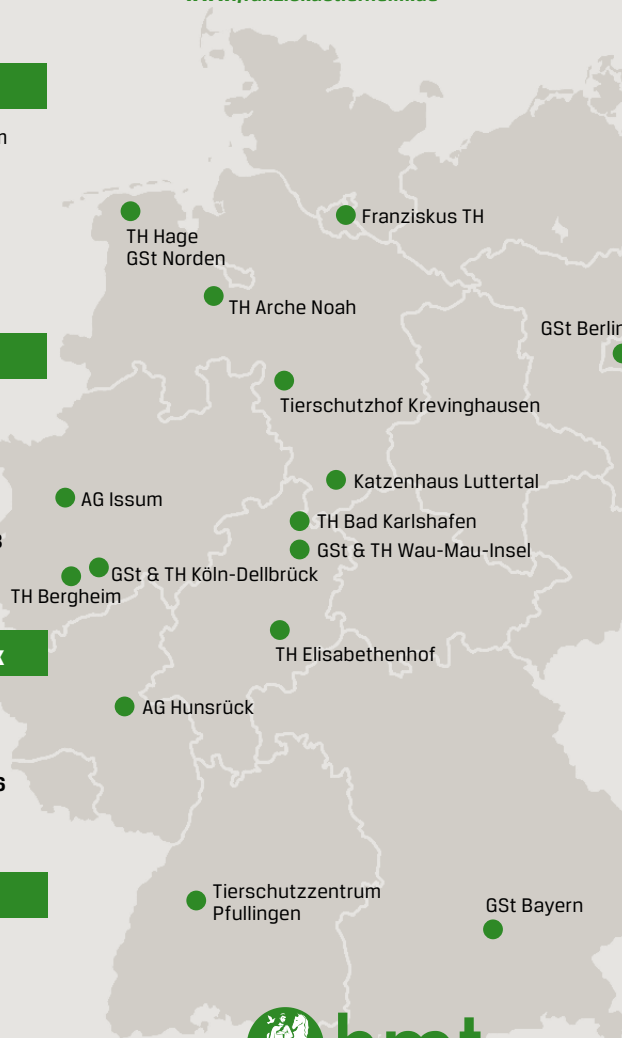 Franziskus TH
TH Hage
GSt Norden
TH Arche Noah
GSt Berlin
Tierschutzhof Krevinghausen
Katzenhaus Luttertal
AG Issum
TH Bad Karlshafen
GSt & TH Wau-Mau-Insel
GSt & TH Köln-Dellbrück
TH Bergheim
TH Elisabethenhof
AG Hunsrück
Tierschutzzentrum
Pfullingen
GSt Bayern
bmt